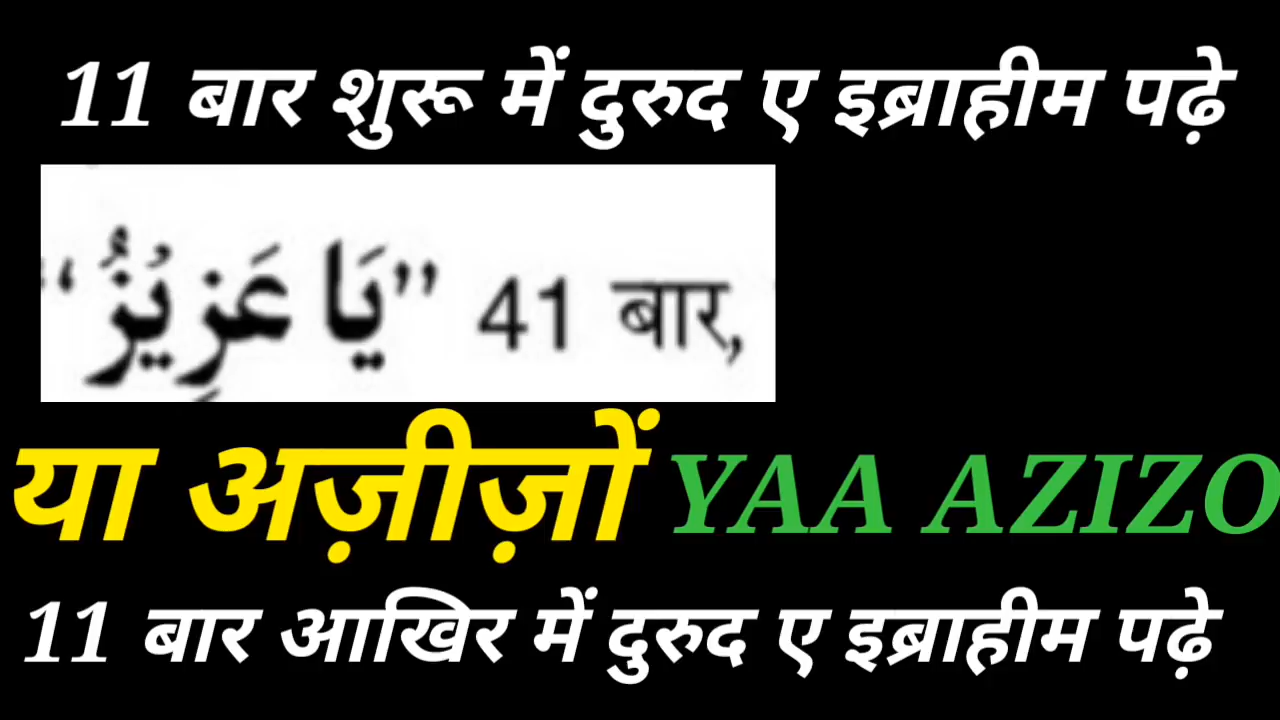 11 बार शुरू में दुरुद ए इब्राहीम पढ़े
“يَا عَزِيْزُ” 41 बार,
या अज़ीज़ों YAA AZIZO
11 बार आखिर में दुरुद ए इब्राहीम पढ़े